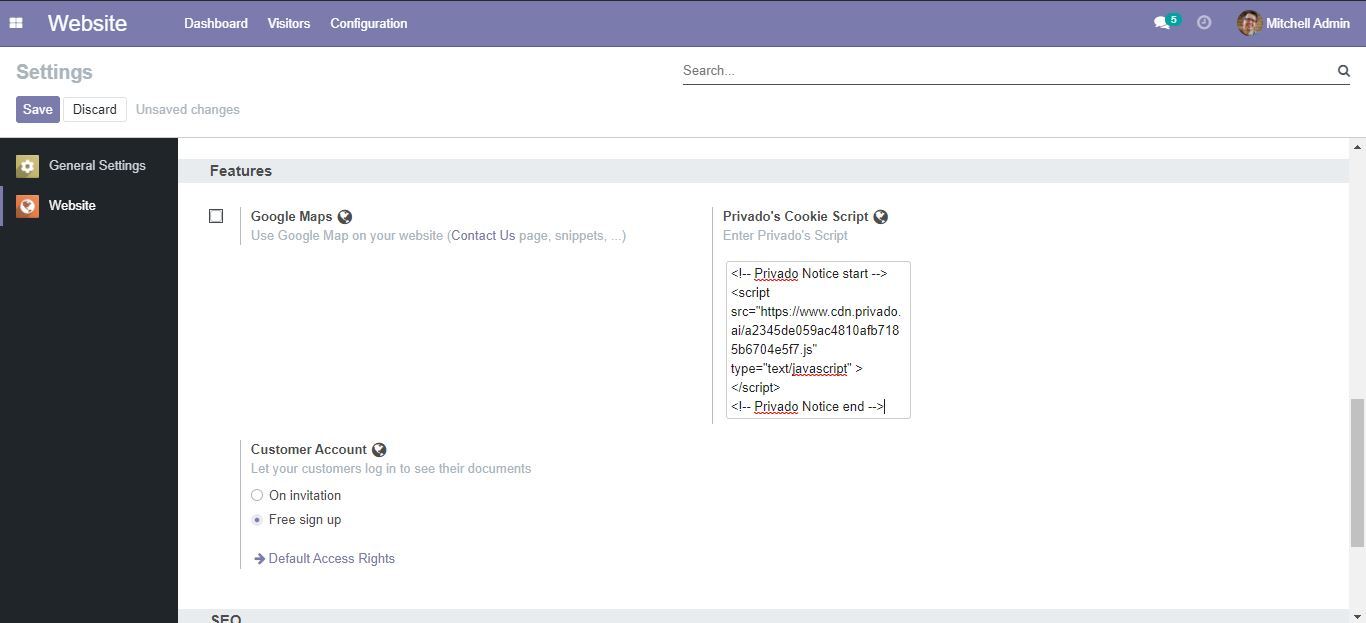 Website Dashboard Visitors Configuration 5 Mitchell Admin
Settings
Search...
Save Discard Unsaved changes
General Settings
Website
Features
Google Maps
Use Google Map on your website (Contact Us page, snippets, ...)
Privado's Cookie Script
Enter Privado's Script
<!-- Privado Notice start -->
<script
src="https://www.cdn.privado.
ai/a2345de059ac4810afb718
5b6704e5f7.js"
type="text/javascript" >
</script>
<!-- Privado Notice end -->
Customer Account
Let your customers log in to see their documents
On invitation
Free sign up
Default Access Rights
SEO